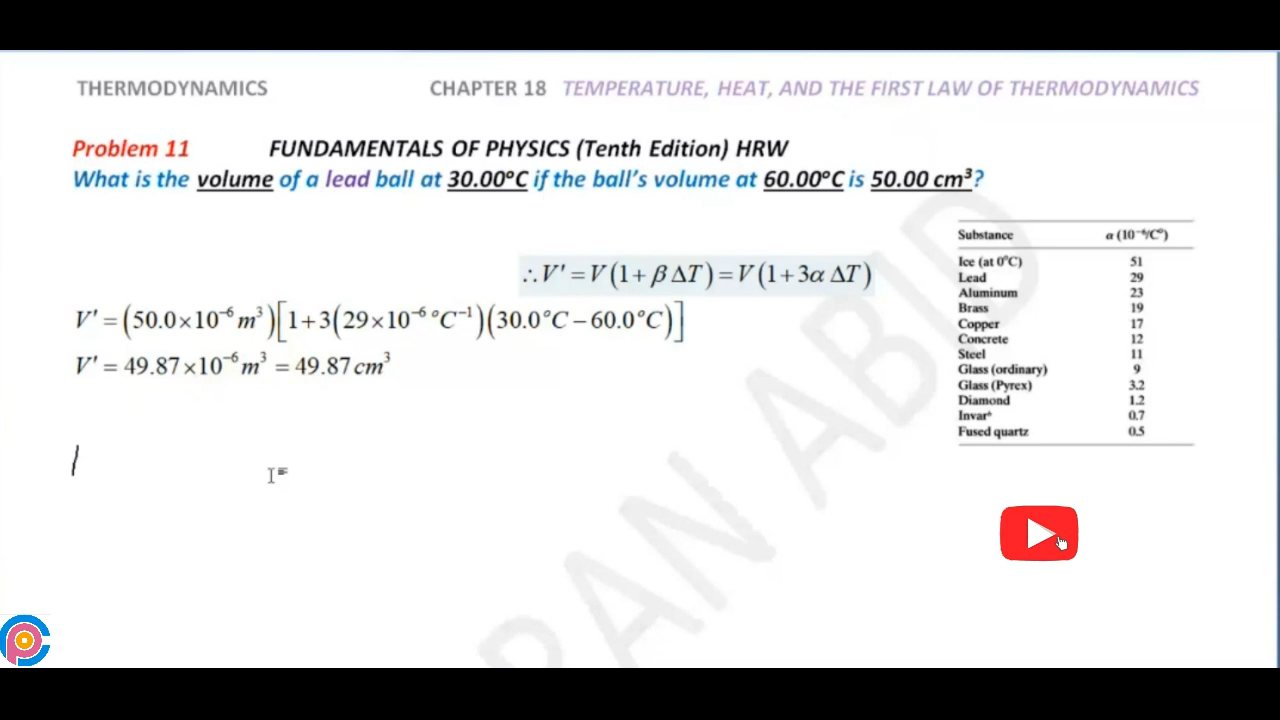 THERMODYNAMICS CHAPTER 18 TEMPERATURE, HEAT, AND THE FIRST LAW OF THERMODYNAMICS
Problem 11 FUNDAMENTALS OF PHYSICS (Tenth Edition) HRW
What is the volume of a lead ball at 30.00°C if the ball's volume at 60.00°C is 50.00 cm³?
∴V' = V(1+β ΔT) = V(1+3α ΔT)
V' = (50.0×10⁻⁶ m³)[1+3(29×10⁻⁶ °C⁻¹)(30.0°C−60.0°C)]
V' = 49.87×10⁻⁶ m³ = 49.87 cm³
Substance α (10⁻⁶/C°)
Ice (at 0°C) 51
Lead 29
Aluminum 23
Brass 19
Copper 17
Concrete 12
Steel 11
Glass (ordinary) 9
Glass (Pyrex) 3.2
Diamond 1.2
Invarᵇ 0.7
Fused quartz 0.5
RAN ABID